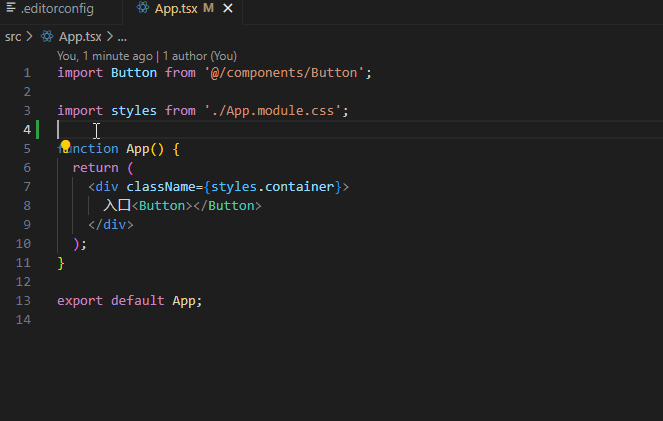 .editorconfig App.tsx M ×
src > App.tsx > ...
You, 1 minute ago | 1 author (You)
1 import Button from '@/components/Button';
2
3 import styles from './App.module.css';
4
5 function App() {
6 return (
7 <div className={styles.container}>
8 入口<Button></Button>
9 </div>
10 );
11 }
12
13 export default App;
14